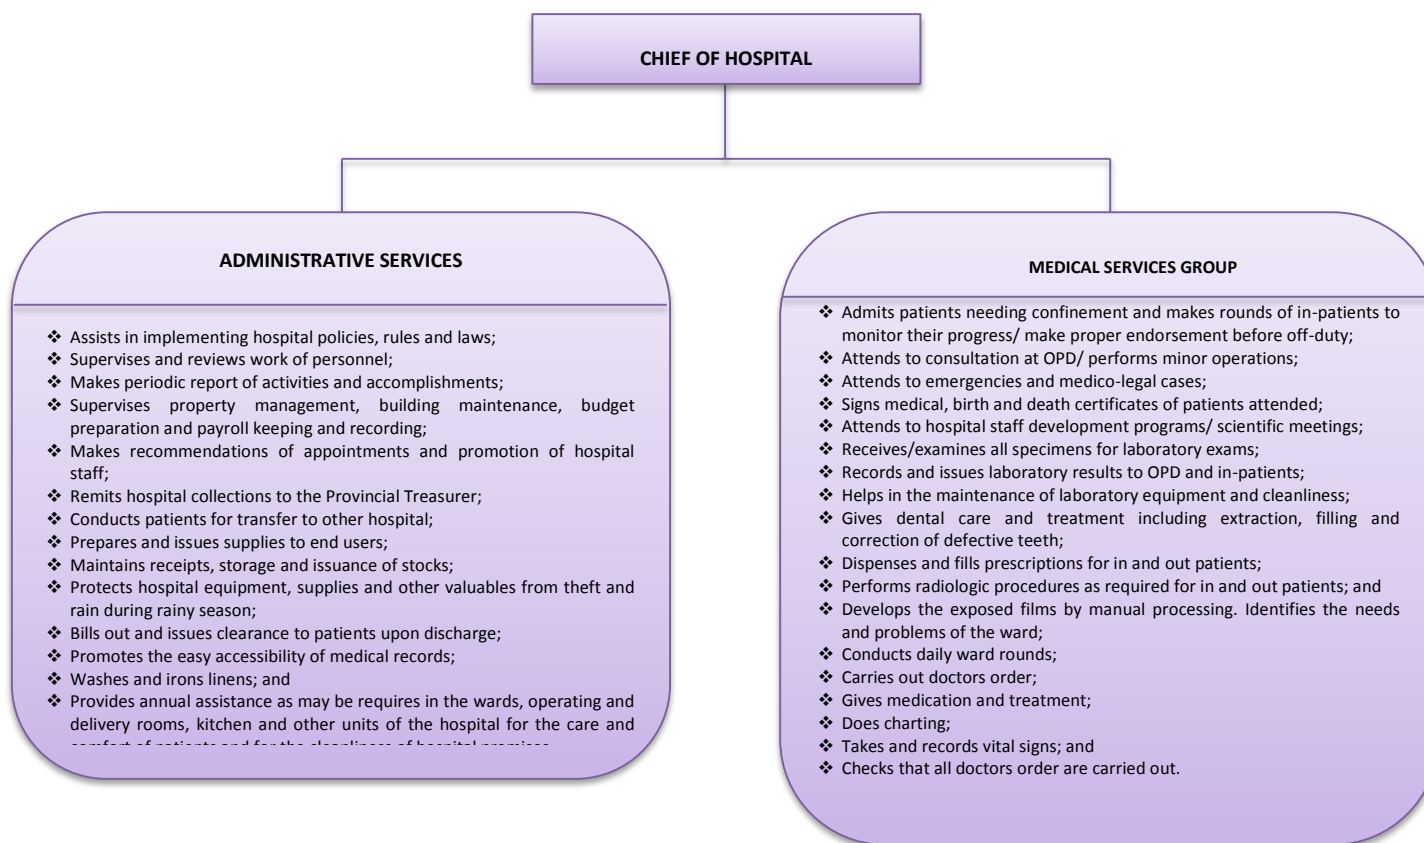 CHIEF OF HOSPITAL
ADMINISTRATIVE SERVICES
❖ Assists in implementing hospital policies, rules and laws;
❖ Supervises and reviews work of personnel;
❖ Makes periodic report of activities and accomplishments;
❖ Supervises property management, building maintenance, budget
preparation and payroll keeping and recording;
❖ Makes recommendations of appointments and promotion of hospital
staff;
❖ Remits hospital collections to the Provincial Treasurer;
❖ Conducts patients for transfer to other hospital;
❖ Prepares and issues supplies to end users;
❖ Maintains receipts, storage and issuance of stocks;
❖ Protects hospital equipment, supplies and other valuables from theft and
rain during rainy season;
❖ Bills out and issues clearance to patients upon discharge;
❖ Promotes the easy accessibility of medical records;
❖ Washes and irons linens; and
❖ Provides annual assistance as may be requires in the wards, operating and
delivery rooms, kitchen and other units of the hospital for the care and
comfort of patients and for the cleanliness of hospital premises
MEDICAL SERVICES GROUP
❖ Admits patients needing confinement and makes rounds of in-patients to
monitor their progress/ make proper endorsement before off-duty;
❖ Attends to consultation at OPD/ performs minor operations;
❖ Attends to emergencies and medico-legal cases;
❖ Signs medical, birth and death certificates of patients attended;
❖ Attends to hospital staff development programs/ scientific meetings;
❖ Receives/examines all specimens for laboratory exams;
❖ Records and issues laboratory results to OPD and in-patients;
❖ Helps in the maintenance of laboratory equipment and cleanliness;
❖ Gives dental care and treatment including extraction, filling and
correction of defective teeth;
❖ Dispenses and fills prescriptions for in and out patients;
❖ Performs radiologic procedures as required for in and out patients; and
❖ Develops the exposed films by manual processing. Identifies the needs
and problems of the ward;
❖ Conducts daily ward rounds;
❖ Carries out doctors order;
❖ Gives medication and treatment;
❖ Does charting;
❖ Takes and records vital signs; and
❖ Checks that all doctors order are carried out.